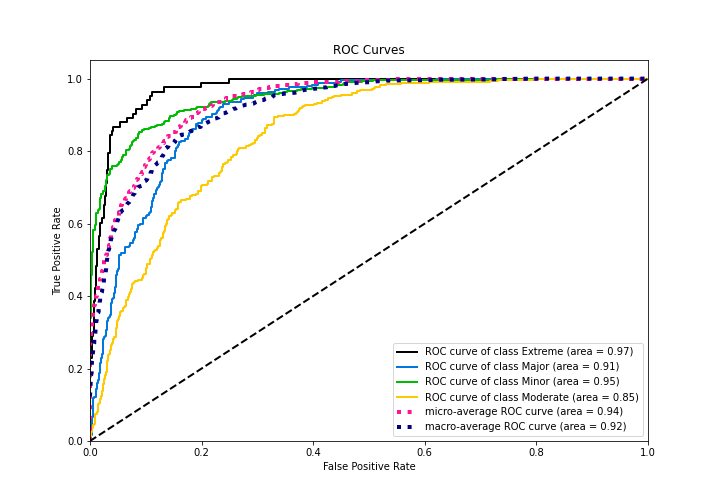 ROC Curves
True Positive Rate
1.0
0.8
0.6
0.4
0.2
0.0
0.0 0.2 0.4 0.6 0.8 1.0
False Positive Rate
ROC curve of class Extreme (area = 0.97)
ROC curve of class Major (area = 0.91)
ROC curve of class Minor (area = 0.95)
ROC curve of class Moderate (area = 0.85)
micro-average ROC curve (area = 0.94)
macro-average ROC curve (area = 0.92)